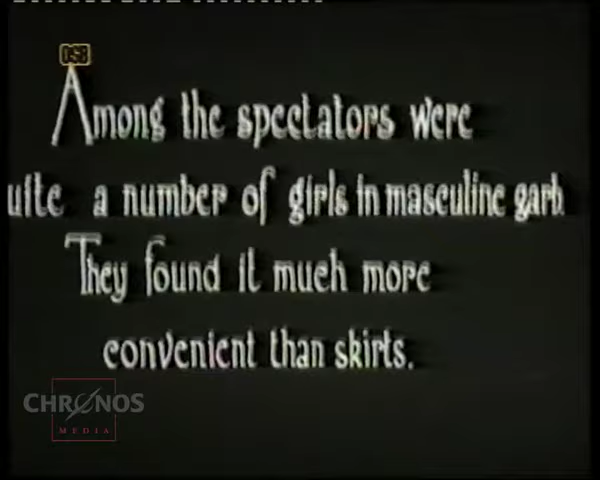 DSB
Among the spectators were
uite a number of girls in masculine garb.
They found it much more
convenient than skirts.
CHRONOS
MEDIA